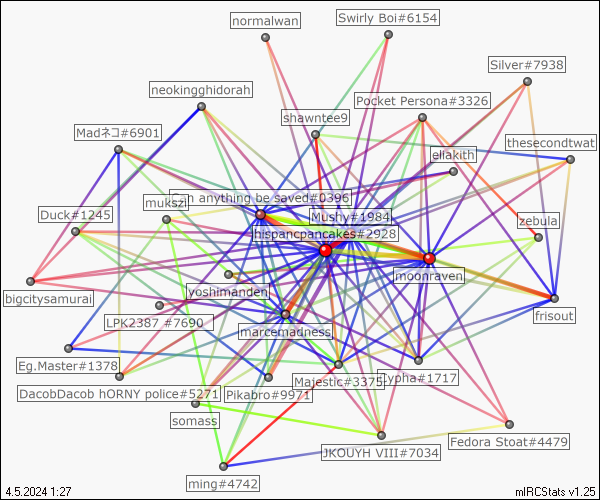 normalwan
Swirly Boi#6154
Silver#7938
neokingghidorah
Pocket Persona#3326
shawntee9
Madネコ#6901
thesecondtwat
eliakith
anything be saved#0396
mukszi
Mushy#1984
Duck#1245
zebula
hispancpancakes#2928
moonraven
yoshimanden
bigcitysamurai
frisout
LPK2387 #7690
marcemadness
Eg.Master#1378
Majestic#3375
ypha#1717
DacobDacob hORNY police#5271
Pikabro#9971
somass
Fedora Stoat#4479
JKOUYH VIII#7034
ming#4742
4.5.2024 1:27
mIRCStats v1.25